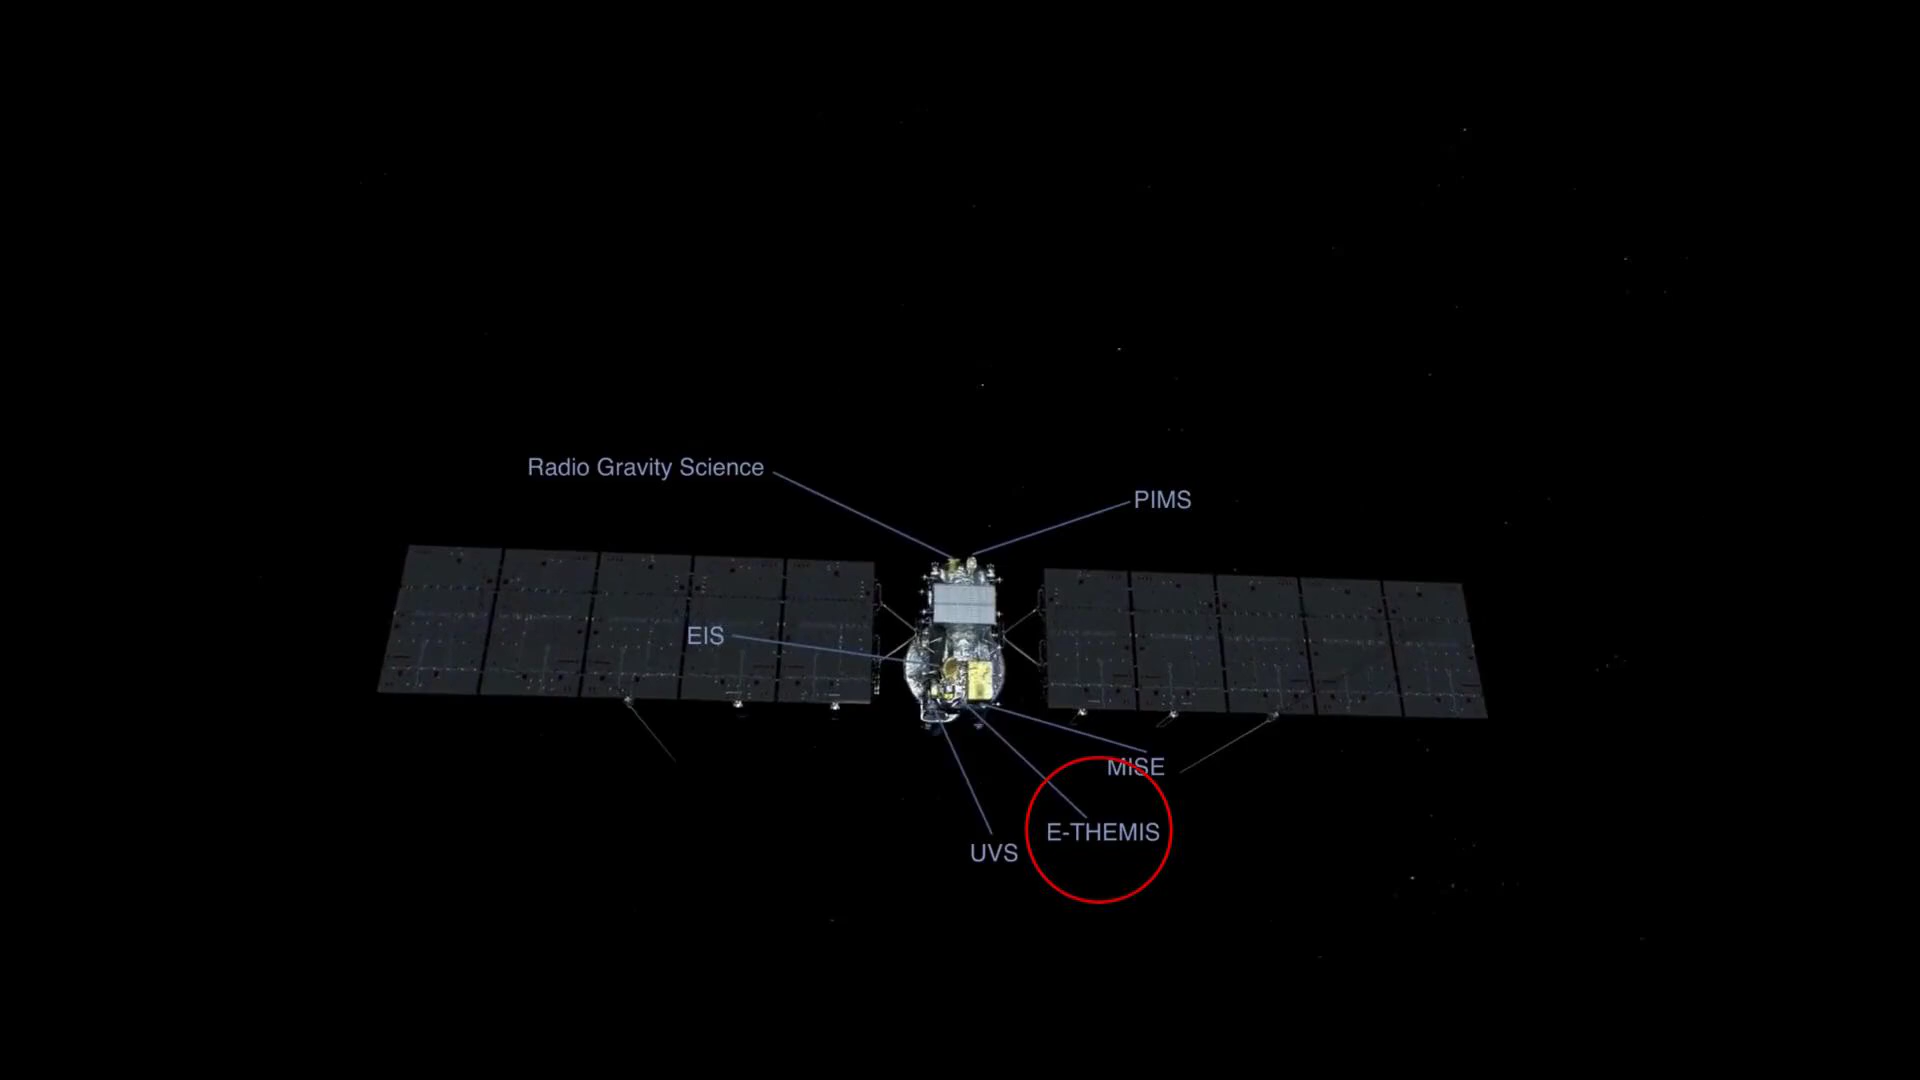 Radio Gravity Science
PIMS
EIS
MISE
E-THEMIS
UVS